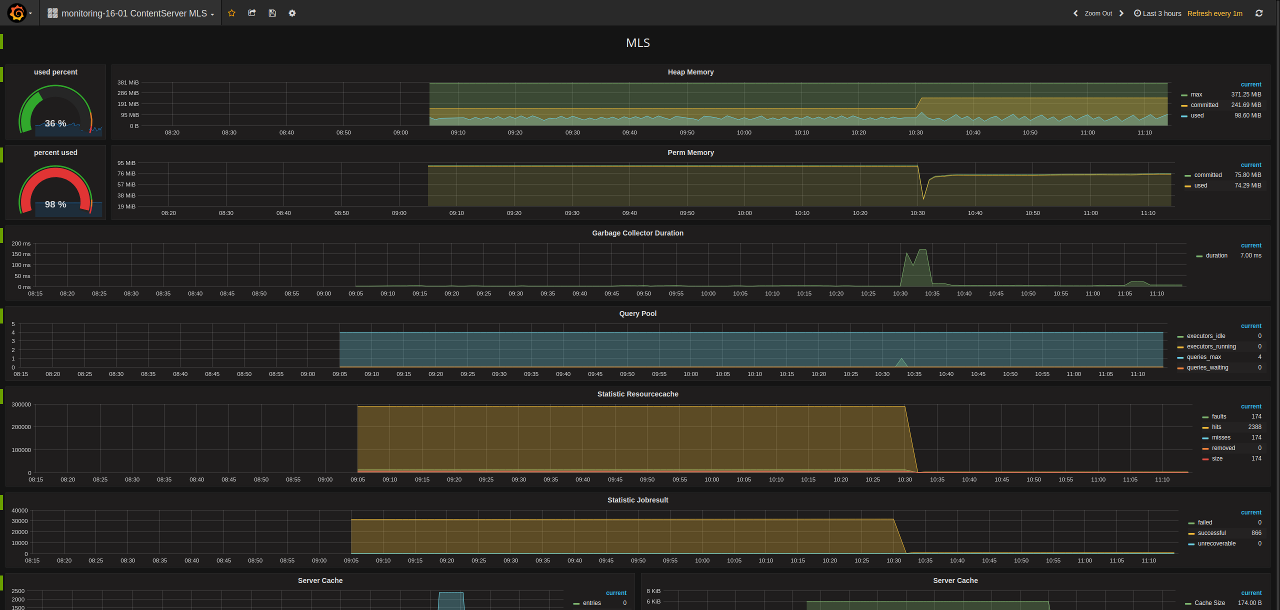 monitoring-16-01 ContentServer MLS
Zoom Out Last 3 hours Refresh every 1m
MLS
used percent
36 %
Heap Memory
381 MiB
286 MiB
191 MiB
95 MiB
0 B
08:20 08:30 08:40 08:50 09:00 09:10 09:20 09:30 09:40 09:50 10:00 10:10 10:20 10:30 10:40 10:50 11:00 11:10
current
max 371.25 MiB
committed 241.69 MiB
used 98.60 MiB
percent used
98 %
Perm Memory
95 MiB
76 MiB
57 MiB
38 MiB
19 MiB
08:20 08:30 08:40 08:50 09:00 09:10 09:20 09:30 09:40 09:50 10:00 10:10 10:20 10:30 10:40 10:50 11:00 11:10
current
committed 75.80 MiB
used 74.29 MiB
Garbage Collector Duration
200 ms
150 ms
100 ms
50 ms
0 ms
08:15 08:20 08:25 08:30 08:35 08:40 08:45 08:50 08:55 09:00 09:05 09:10 09:15 09:20 09:25 09:30 09:35 09:40 09:45 09:50 09:55 10:00 10:05 10:10 10:15 10:20 10:25 10:30 10:35 10:40 10:45 10:50 10:55 11:00 11:05 11:10
current
duration 7.00 ms
Query Pool
5
4
3
2
1
0
08:15 08:20 08:25 08:30 08:35 08:40 08:45 08:50 08:55 09:00 09:05 09:10 09:15 09:20 09:25 09:30 09:35 09:40 09:45 09:50 09:55 10:00 10:05 10:10 10:15 10:20 10:25 10:30 10:35 10:40 10:45 10:50 10:55 11:00 11:05 11:10
current
executors_idle 0
executors_running 0
queries_max 4
queries_waiting 0
Statistic Resourcecache
300000
200000
100000
0
08:15 08:20 08:25 08:30 08:35 08:40 08:45 08:50 08:55 09:00 09:05 09:10 09:15 09:20 09:25 09:30 09:35 09:40 09:45 09:50 09:55 10:00 10:05 10:10 10:15 10:20 10:25 10:30 10:35 10:40 10:45 10:50 10:55 11:00 11:05 11:10
current
faults 174
hits 2388
misses 174
removed 0
size 174
Statistic Jobresult
40000
30000
20000
10000
0
08:15 08:20 08:25 08:30 08:35 08:40 08:45 08:50 08:55 09:00 09:05 09:10 09:15 09:20 09:25 09:30 09:35 09:40 09:45 09:50 09:55 10:00 10:05 10:10 10:15 10:20 10:25 10:30 10:35 10:40 10:45 10:50 10:55 11:00 11:05 11:10
current
failed 0
successful 866
unrecoverable 0
Server Cache
2500
2000
1500
current
entries 0
Server Cache
8 KiB
6 KiB
current
Cache Size 174.00 B